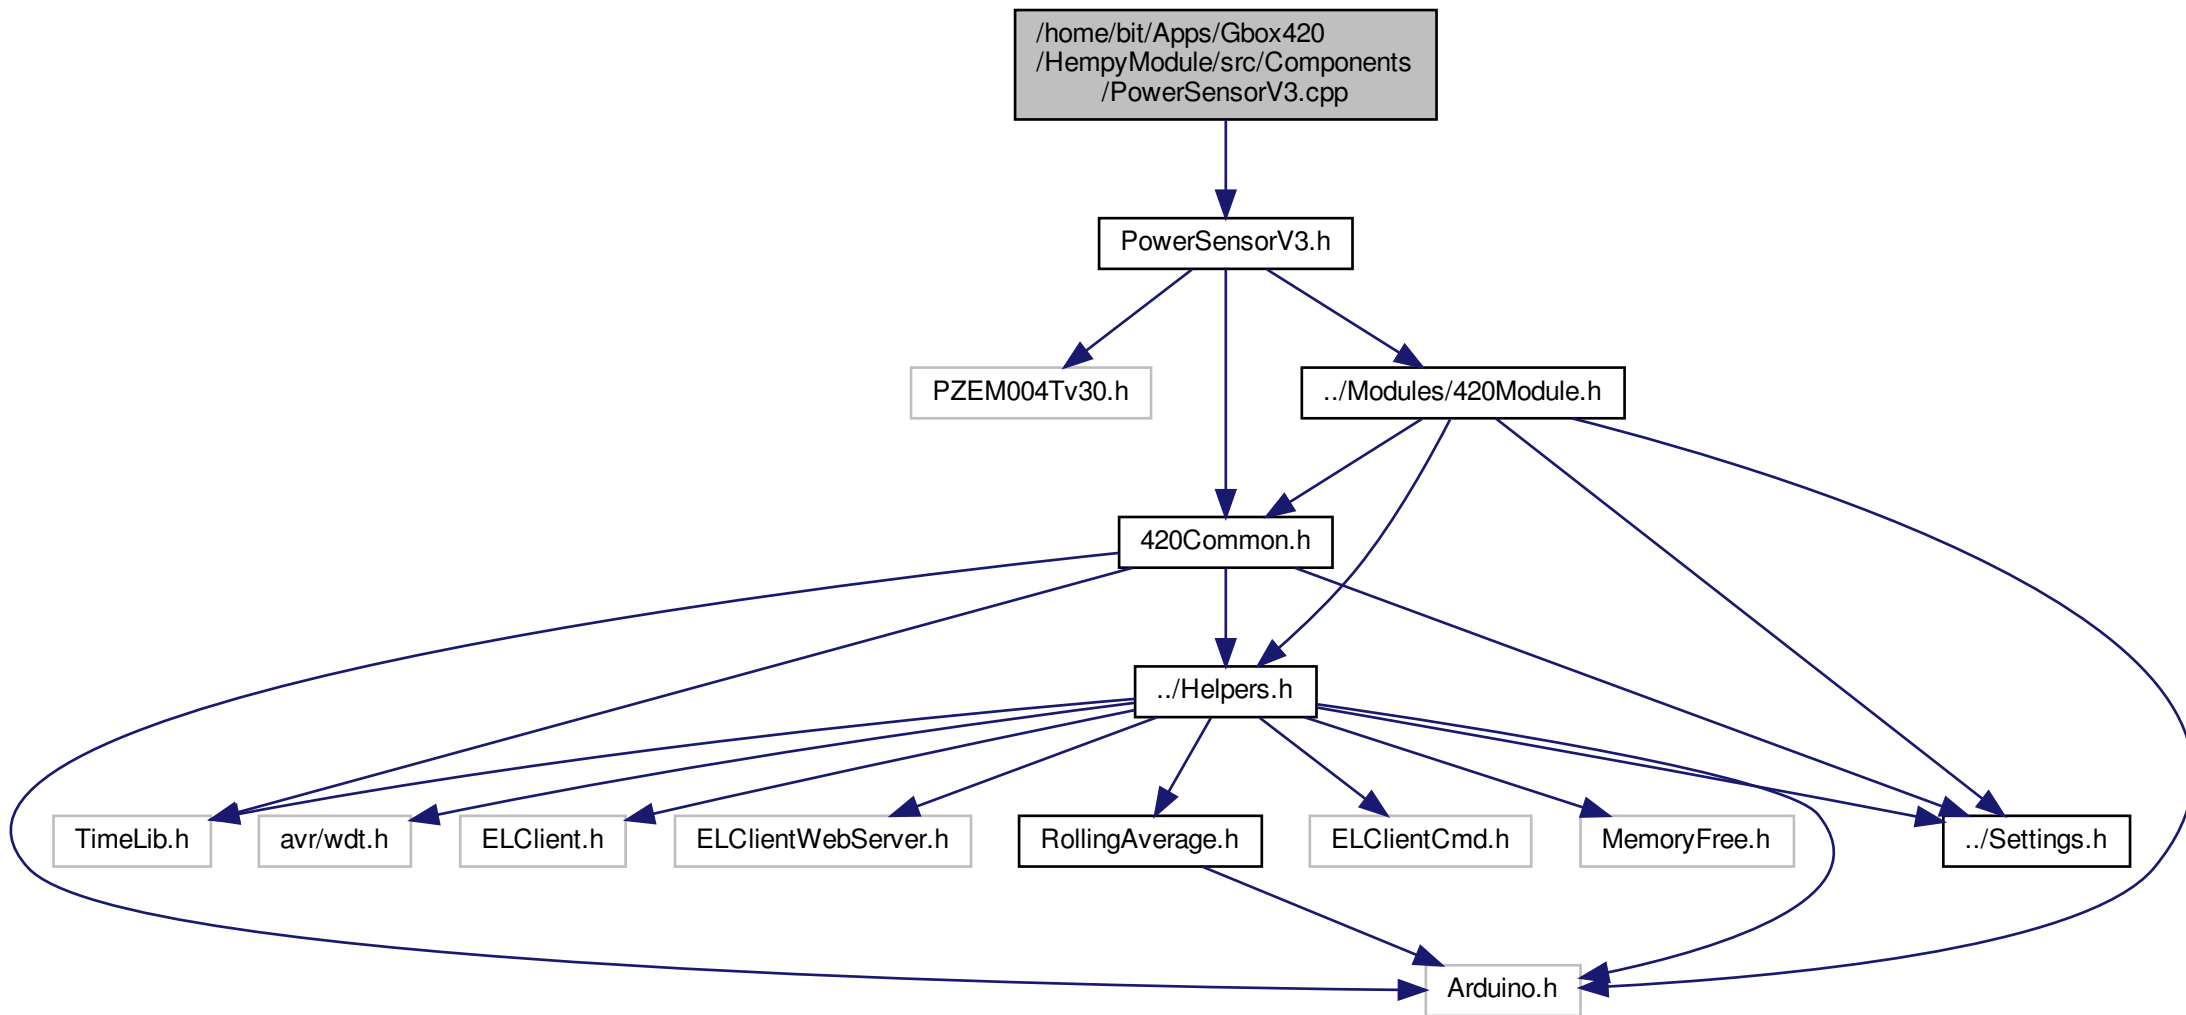 /home/bit/Apps/Gbox420
/HempyModule/src/Components
/PowerSensorV3.cpp
PowerSensorV3.h
PZEM004Tv30.h
../Modules/420Module.h
420Common.h
../Helpers.h
TimeLib.h
avr/wdt.h
ELClient.h
ELClientWebServer.h
RollingAverage.h
ELClientCmd.h
MemoryFree.h
../Settings.h
Arduino.h